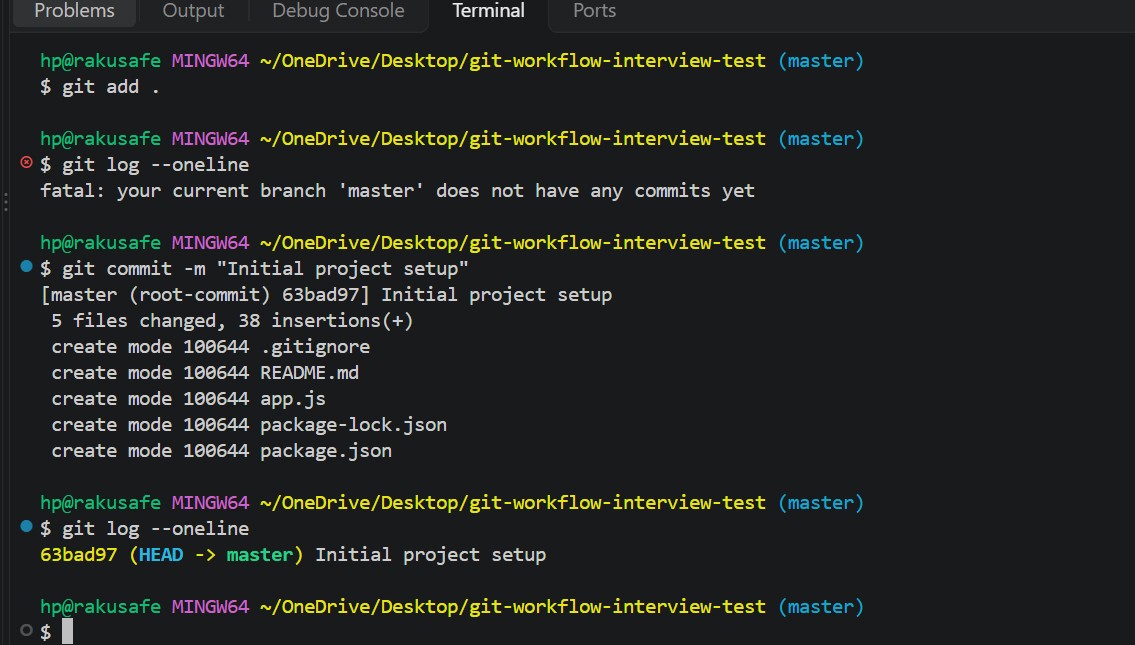 Problems Output Debug Console Terminal Ports
hp@rakusafe MINGW64 ~/OneDrive/Desktop/git-workflow-interview-test (master)
$ git add .
hp@rakusafe MINGW64 ~/OneDrive/Desktop/git-workflow-interview-test (master)
$ git log --oneline
fatal: your current branch 'master' does not have any commits yet
hp@rakusafe MINGW64 ~/OneDrive/Desktop/git-workflow-interview-test (master)
$ git commit -m "Initial project setup"
[master (root-commit) 63bad97] Initial project setup
 5 files changed, 38 insertions(+)
 create mode 100644 .gitignore
 create mode 100644 README.md
 create mode 100644 app.js
 create mode 100644 package-lock.json
 create mode 100644 package.json
hp@rakusafe MINGW64 ~/OneDrive/Desktop/git-workflow-interview-test (master)
$ git log --oneline
63bad97 (HEAD -> master) Initial project setup
hp@rakusafe MINGW64 ~/OneDrive/Desktop/git-workflow-interview-test (master)
$